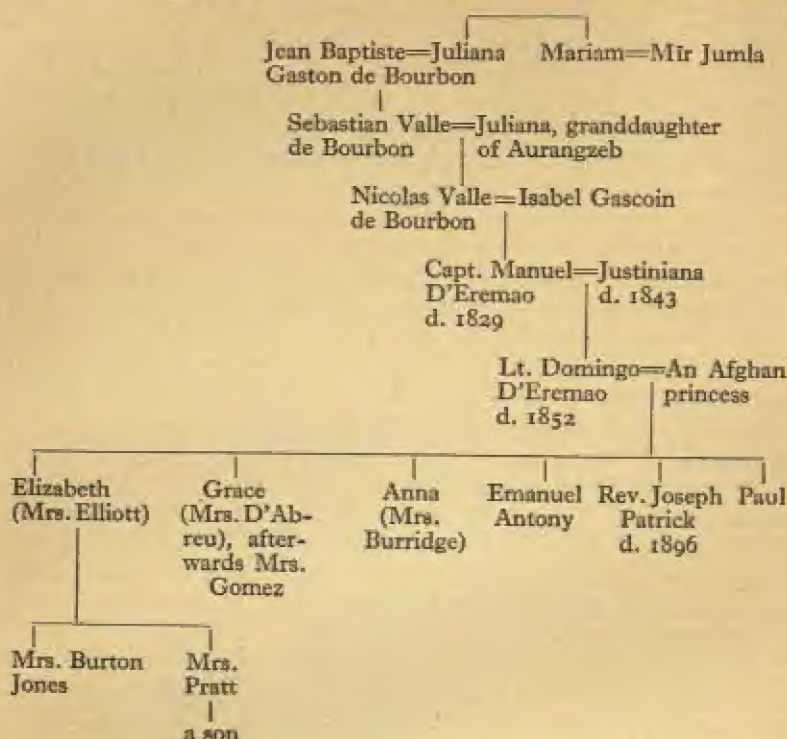 Jean Baptiste=Juliana Mariam=Mīr Jumla
Gaston de Bourbon
Sebastian Valle=Juliana, granddaughter
de Bourbon of Aurangzeb
Nicolas Valle=Isabel Gascoin
de Bourbon
Capt. Manuel=Justiniana
D'Eremao d. 1843
d. 1829
Lt. Domingo=An Afghan
D'Eremao princess
d. 1852
Elizabeth Grace Anna Emanuel Rev. Joseph Paul
(Mrs. Elliott) (Mrs. D'Ab- (Mrs. Antony Patrick
reu), after- Burridge) d. 1896
wards Mrs.
Gomez
Mrs. Burton Mrs.
Jones Pratt
a son